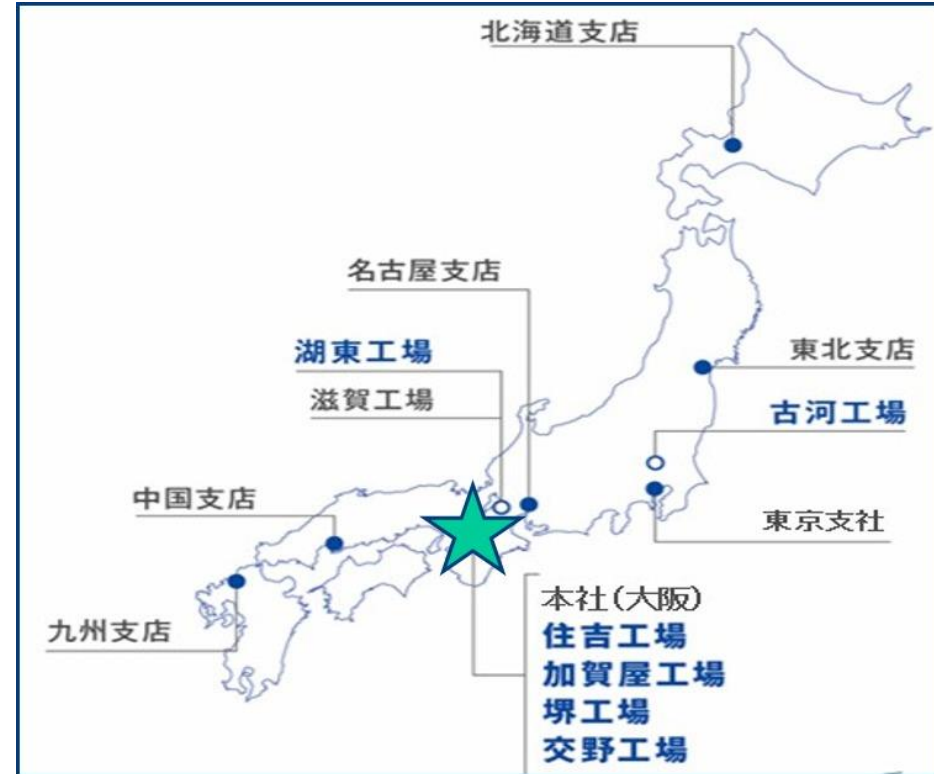 北海道支店
名古屋支店
湖東工場
東北支店
滋賀工場
古河工場
中国支店
東京支社
本社(大阪)
九州支店
住吉工場
加賀屋工場
堺工場
交野工場